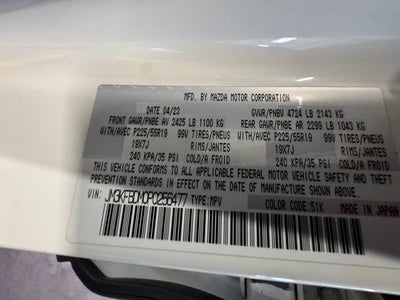 MFD. BY MAZDA MOTOR CORPORATION
DATE 04/23 GVWR/PNBV 4724 LB 2143 KG
FRONT GAWR/PNBE AV 2425 LB 1100 KG REAR GAWR/PNBE AR 2299 LB 1043 KG
WITH/AVEC P225/55R19 99V TIRES/PNEUS WITH/AVEC P225/55R19 99V TIRES/PNEUS
19X7J RIMS/JANTES 19X7J RIMS/JANTES
240 KPA/35 PSI COLD/A FROID 240 KPA/35 PSI COLD/A FROID
THIS VEHICLE CONFORMS TO ALL APPLICABLE FEDERAL MOTOR VEHICLE SAFETY AND THEFT
PREVENTION STANDARDS IN EFFECT ON THE DATE OF MANUFACTURE SHOWN ABOVE.
VIN: TYPE:MPV COLOR CODE:51K MADE IN JAPAN